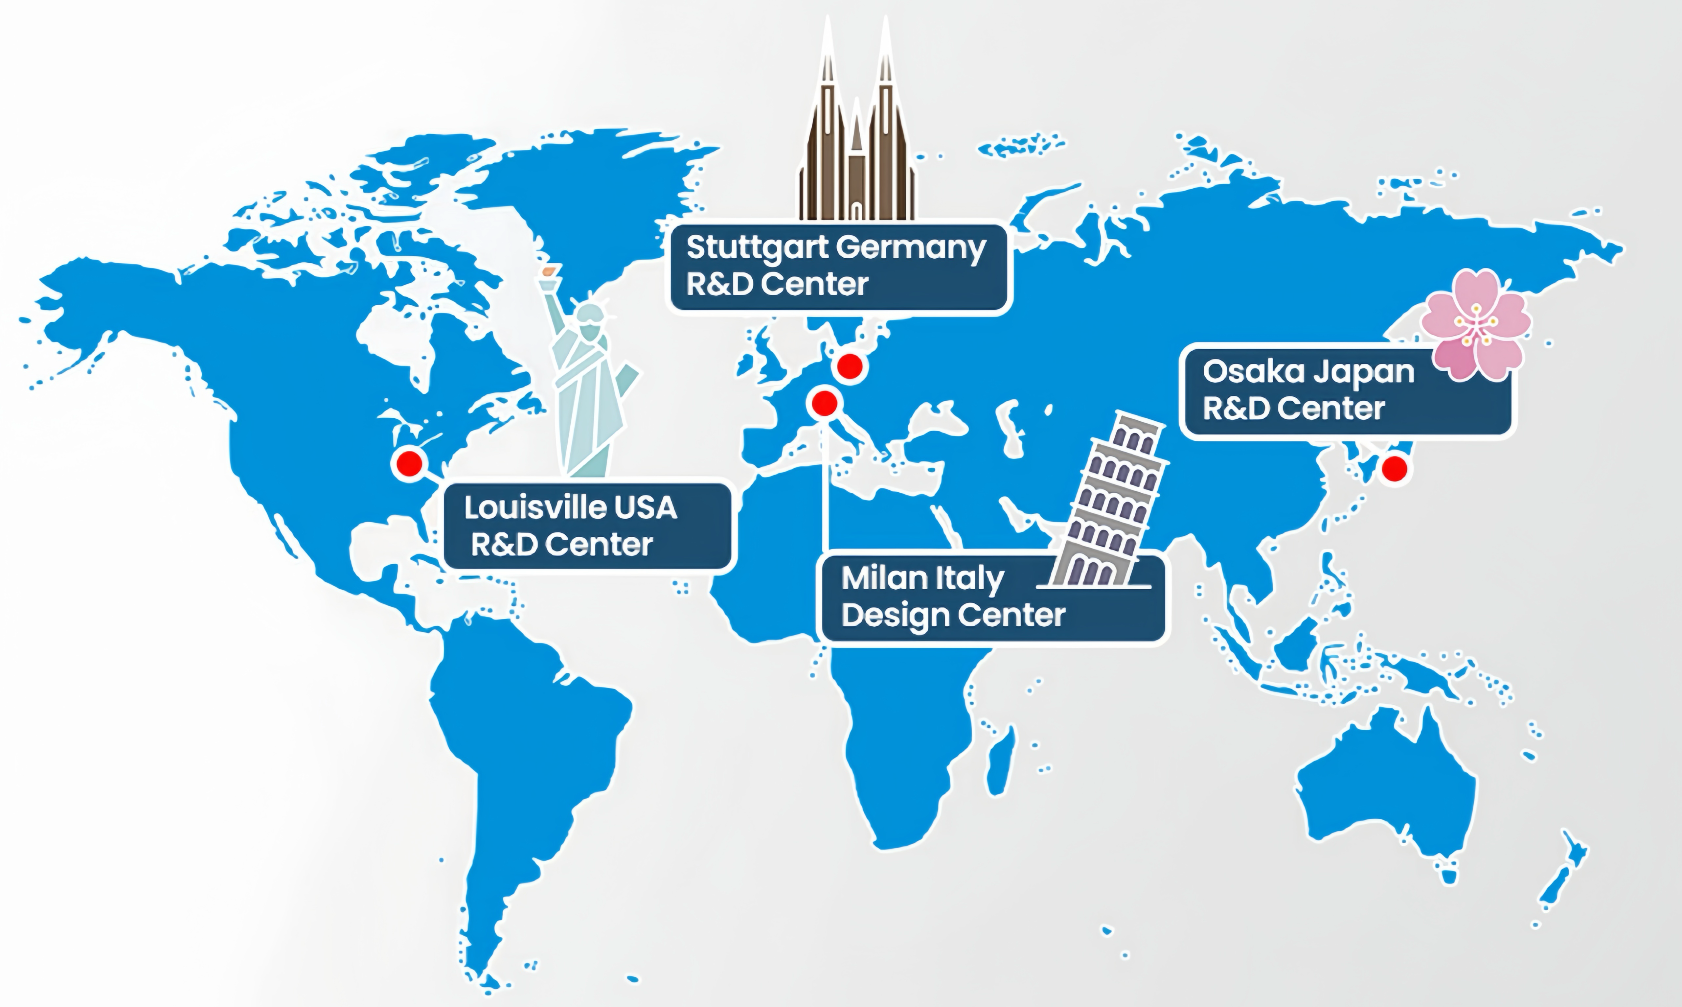 Stuttgart Germany
R&D Center
Osaka Japan
R&D Center
Louisville USA
R&D Center
Milan Italy
Design Center